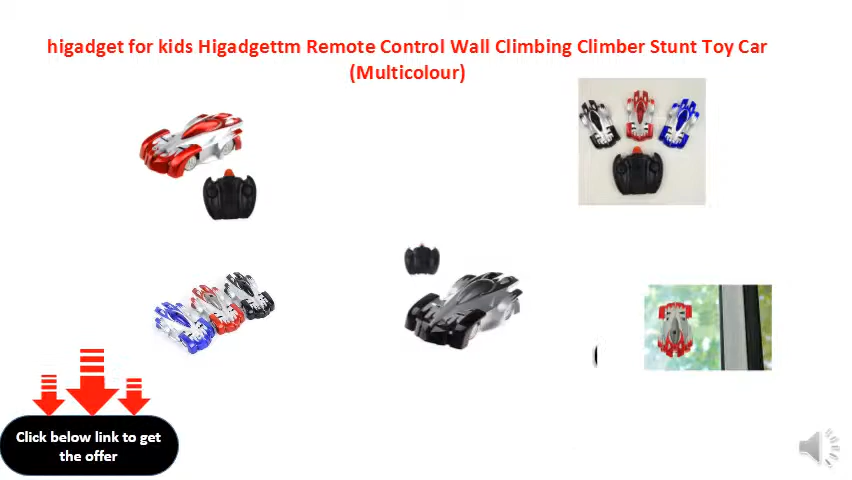 higadget for kids Higadgettm Remote Control Wall Climbing Climber Stunt Toy Car
(Multicolour)
Click below link to get
the offer